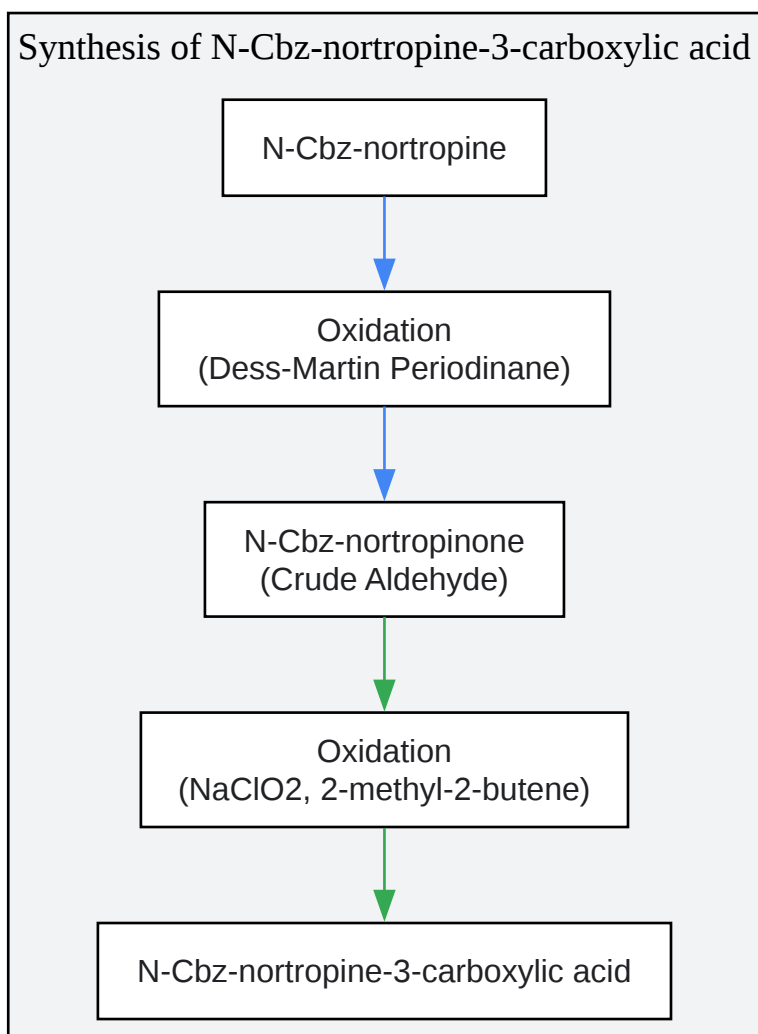 Synthesis of N-Cbz-nortropine-3-carboxylic acid
N-Cbz-nortropine
Oxidation
(Dess-Martin Periodinane)
N-Cbz-nortropinone
(Crude Aldehyde)
Oxidation
(NaClO2, 2-methyl-2-butene)
N-Cbz-nortropine-3-carboxylic acid